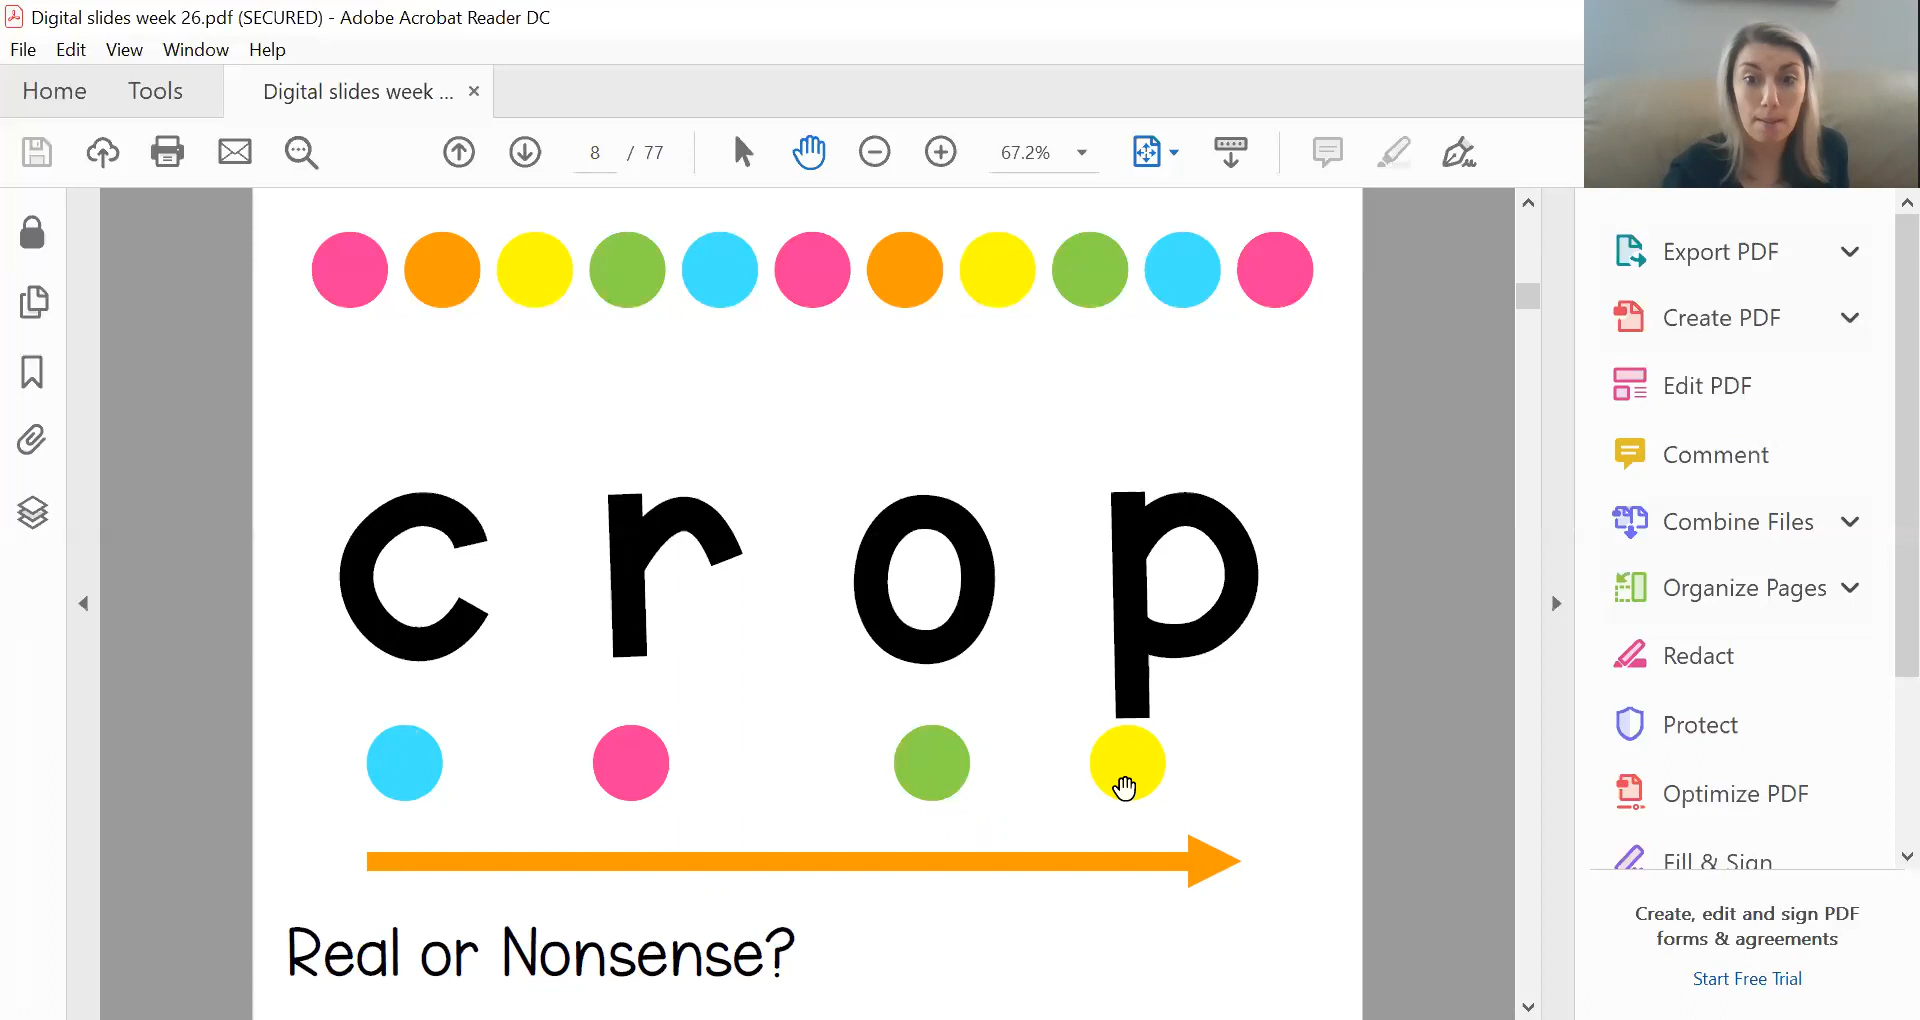 Digital slides week 26.pdf (SECURED) - Adobe Acrobat Reader DC
File Edit View Window Help
Home Tools Digital slides week ... ×
8 / 77 67.2%
Export PDF
Create PDF
Edit PDF
Comment
Combine Files
Organize Pages
Redact
Protect
Optimize PDF
Fill & Sign
crop
Real or Nonsense?
Create, edit and sign PDF
forms & agreements
Start Free Trial